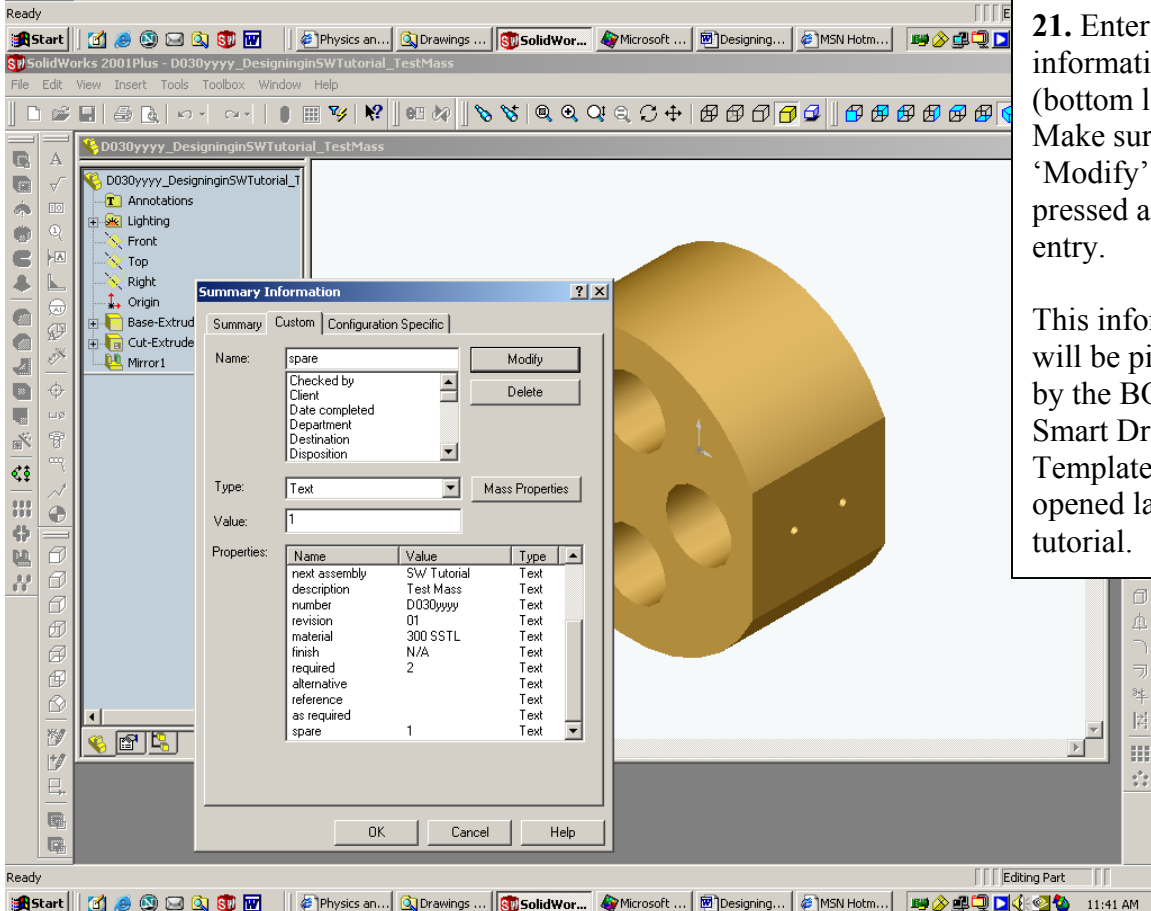 Ready
E
Start
Physics an...
Drawings ...
SolidWor...
Microsoft ...
Designing...
MSN Hotm...
SolidWorks 2001Plus - D030yyyy_DesigninginSWTutorial_TestMass
File Edit View Insert Tools Toolbox Window Help
D030yyyy_DesigninginSWTutorial_TestMass
D030yyyy_DesigninginSWTutorial_T
Annotations
Lighting
Front
Top
Right
Origin
Base-Extrud
Cut-Extrude
Mirror1
Summary Information
Summary Custom Configuration Specific
Name: spare Modify
Checked by
Client
Date completed
Department
Destination
Disposition
Delete
Type: Text Mass Properties
Value: 1
Properties:
Name Value Type
next assembly SW Tutorial Text
description Test Mass Text
number D030yyyy Text
revision 01 Text
material 300 SSTL Text
finish N/A Text
required 2 Text
alternative Text
reference Text
as required Text
spare 1 Text
OK Cancel Help
21. Enter
informati
(bottom l
Make sur
‘Modify’
pressed a
entry.
This infor
will be pi
by the BO
Smart Dr
Template
opened la
tutorial.
Ready
Editing Part
Start
Physics an...
Drawings ...
SolidWor...
Microsoft ...
Designing...
MSN Hotm...
11:41 AM